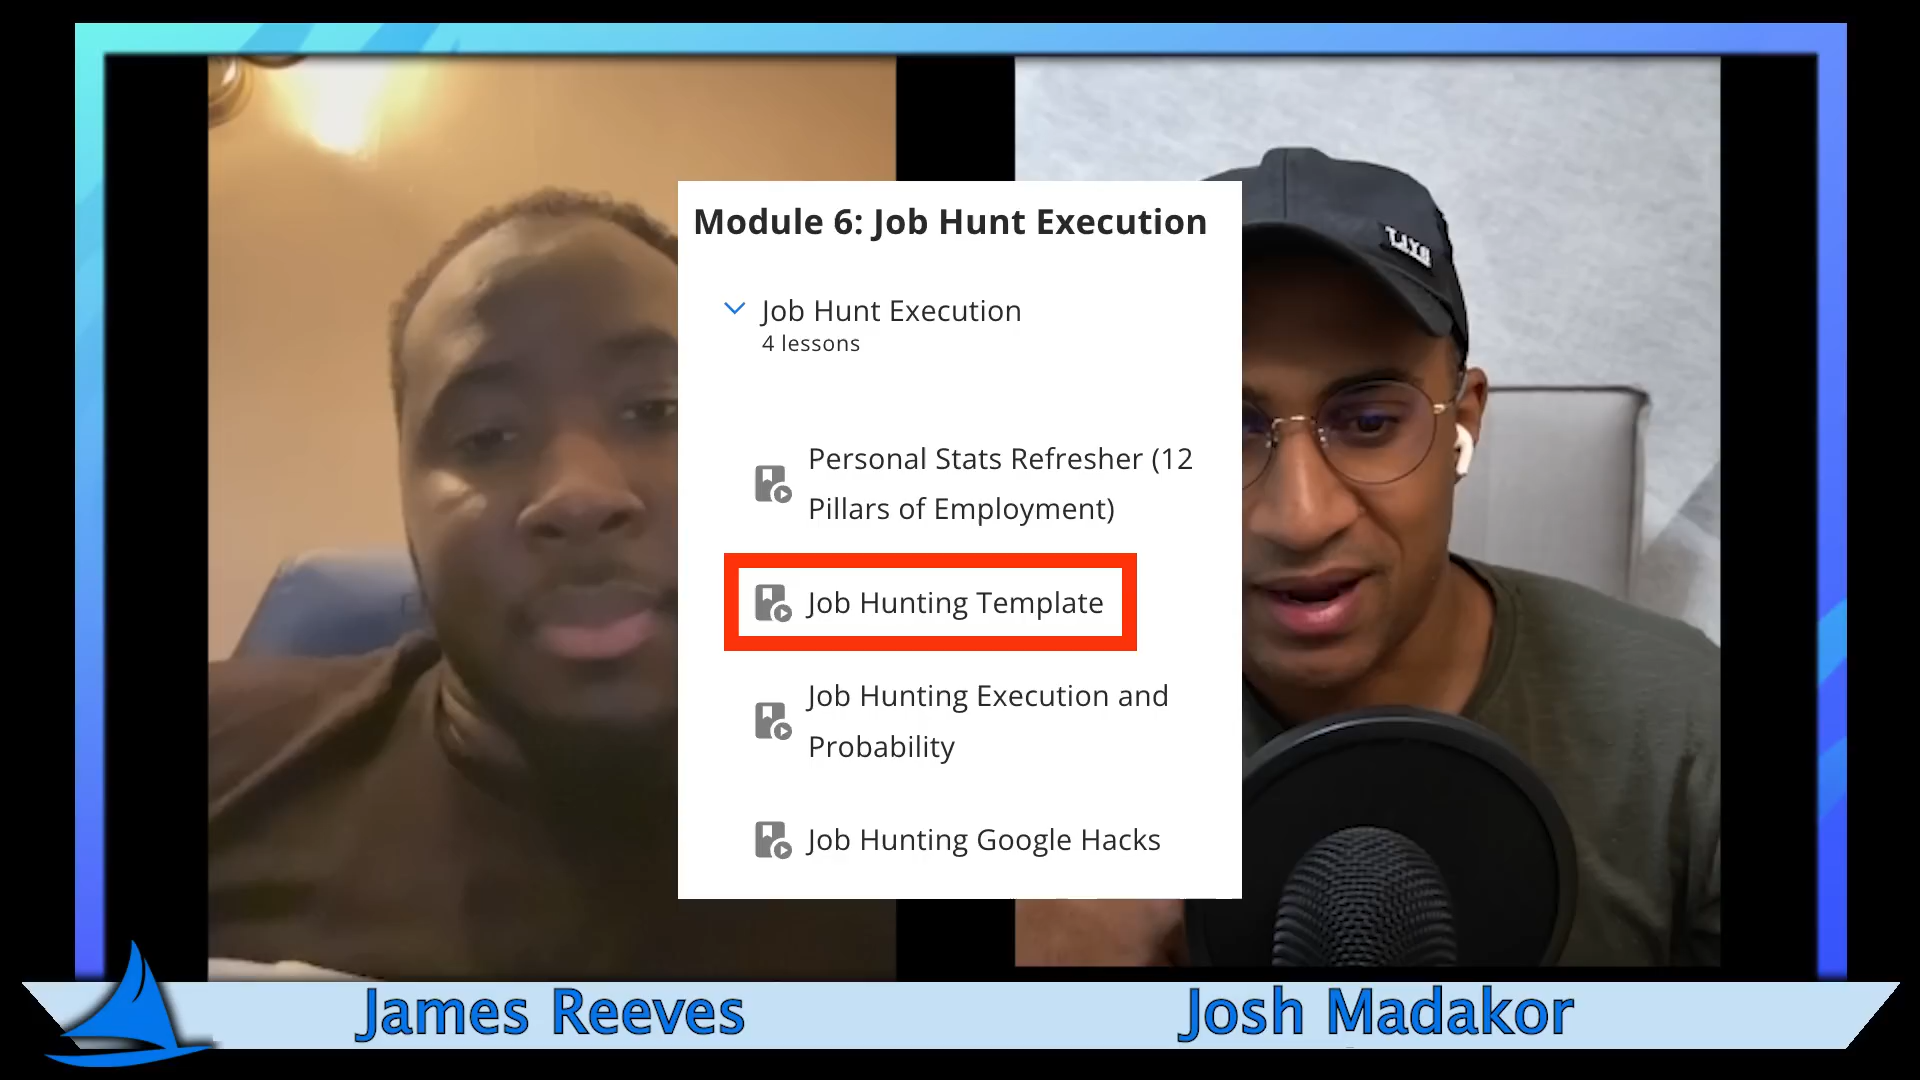 Module 6: Job Hunt Execution
Job Hunt Execution
4 lessons
Personal Stats Refresher (12
Pillars of Employment)
Job Hunting Template
Job Hunting Execution and
Probability
Job Hunting Google Hacks
James Reeves
Josh Madakor